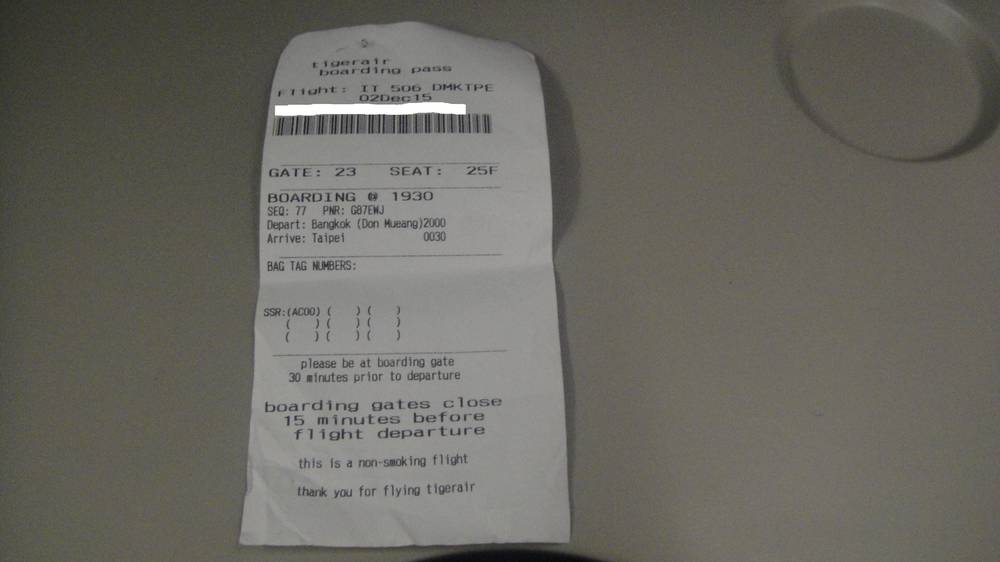 tigerair
boarding pass
Flight: IT 506 DMKTPE
02Dec15
GATE: 23 SEAT: 25F
BOARDING @ 1930
SEQ: 77 PNR: G87EWJ
Depart: Bangkok (Don Mueang)2000
Arrive: Taipei 0030
BAG TAG NUMBERS:
SSR:(AC00) ( ) ( )
( ) ( ) ( )
( ) ( ) ( )
please be at boarding gate
30 minutes prior to departure
boarding gates close
15 minutes before
flight departure
this is a non-smoking flight
thank you for flying tigerair